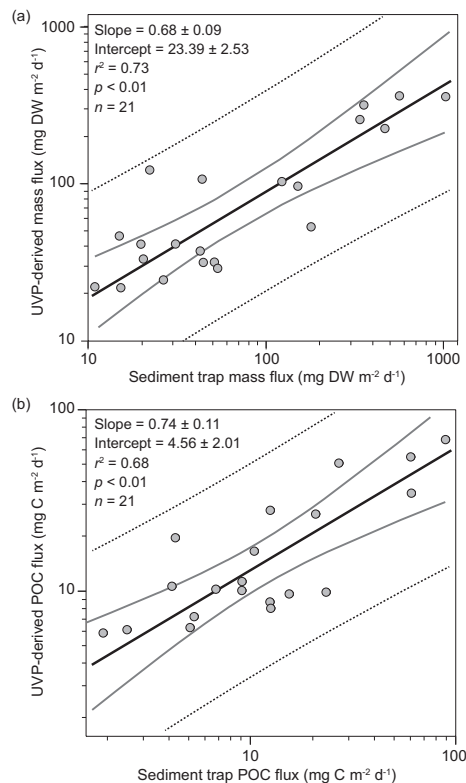 (a)
1000
Slope = 0.68 ± 0.09
Intercept = 23.39 ± 2.53
r² = 0.73
p < 0.01
n = 21
100
10
UVP-derived mass flux (mg DW m⁻² d⁻¹)
10
100
1000
Sediment trap mass flux (mg DW m⁻² d⁻¹)
(b)
100
Slope = 0.74 ± 0.11
Intercept = 4.56 ± 2.01
r² = 0.68
p < 0.01
n = 21
10
UVP-derived POC flux (mg C m⁻² d⁻¹)
10
100
Sediment trap POC flux (mg C m⁻² d⁻¹)